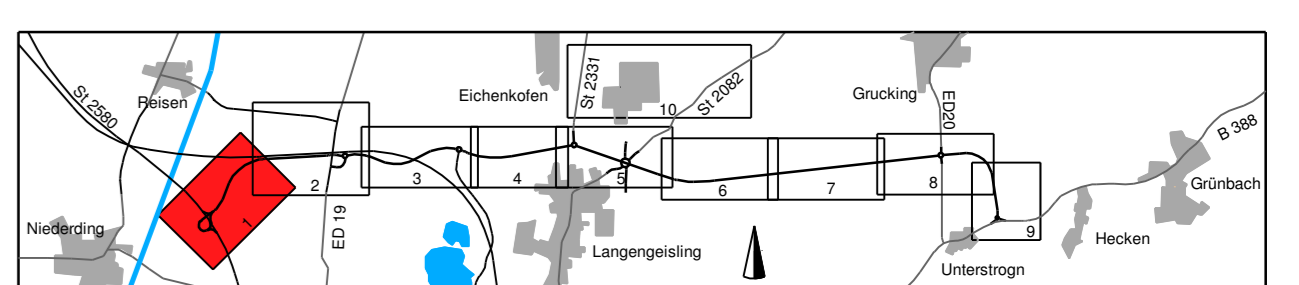 St 2580
Reisen
Niederding
1
2
ED 19
3
Eichenkofen
4
St 2331
5
10
St 2082
Langengeisling
6
7
Grucking
ED20
8
9
Unterstrogn
Hecken
Grünbach
B 388